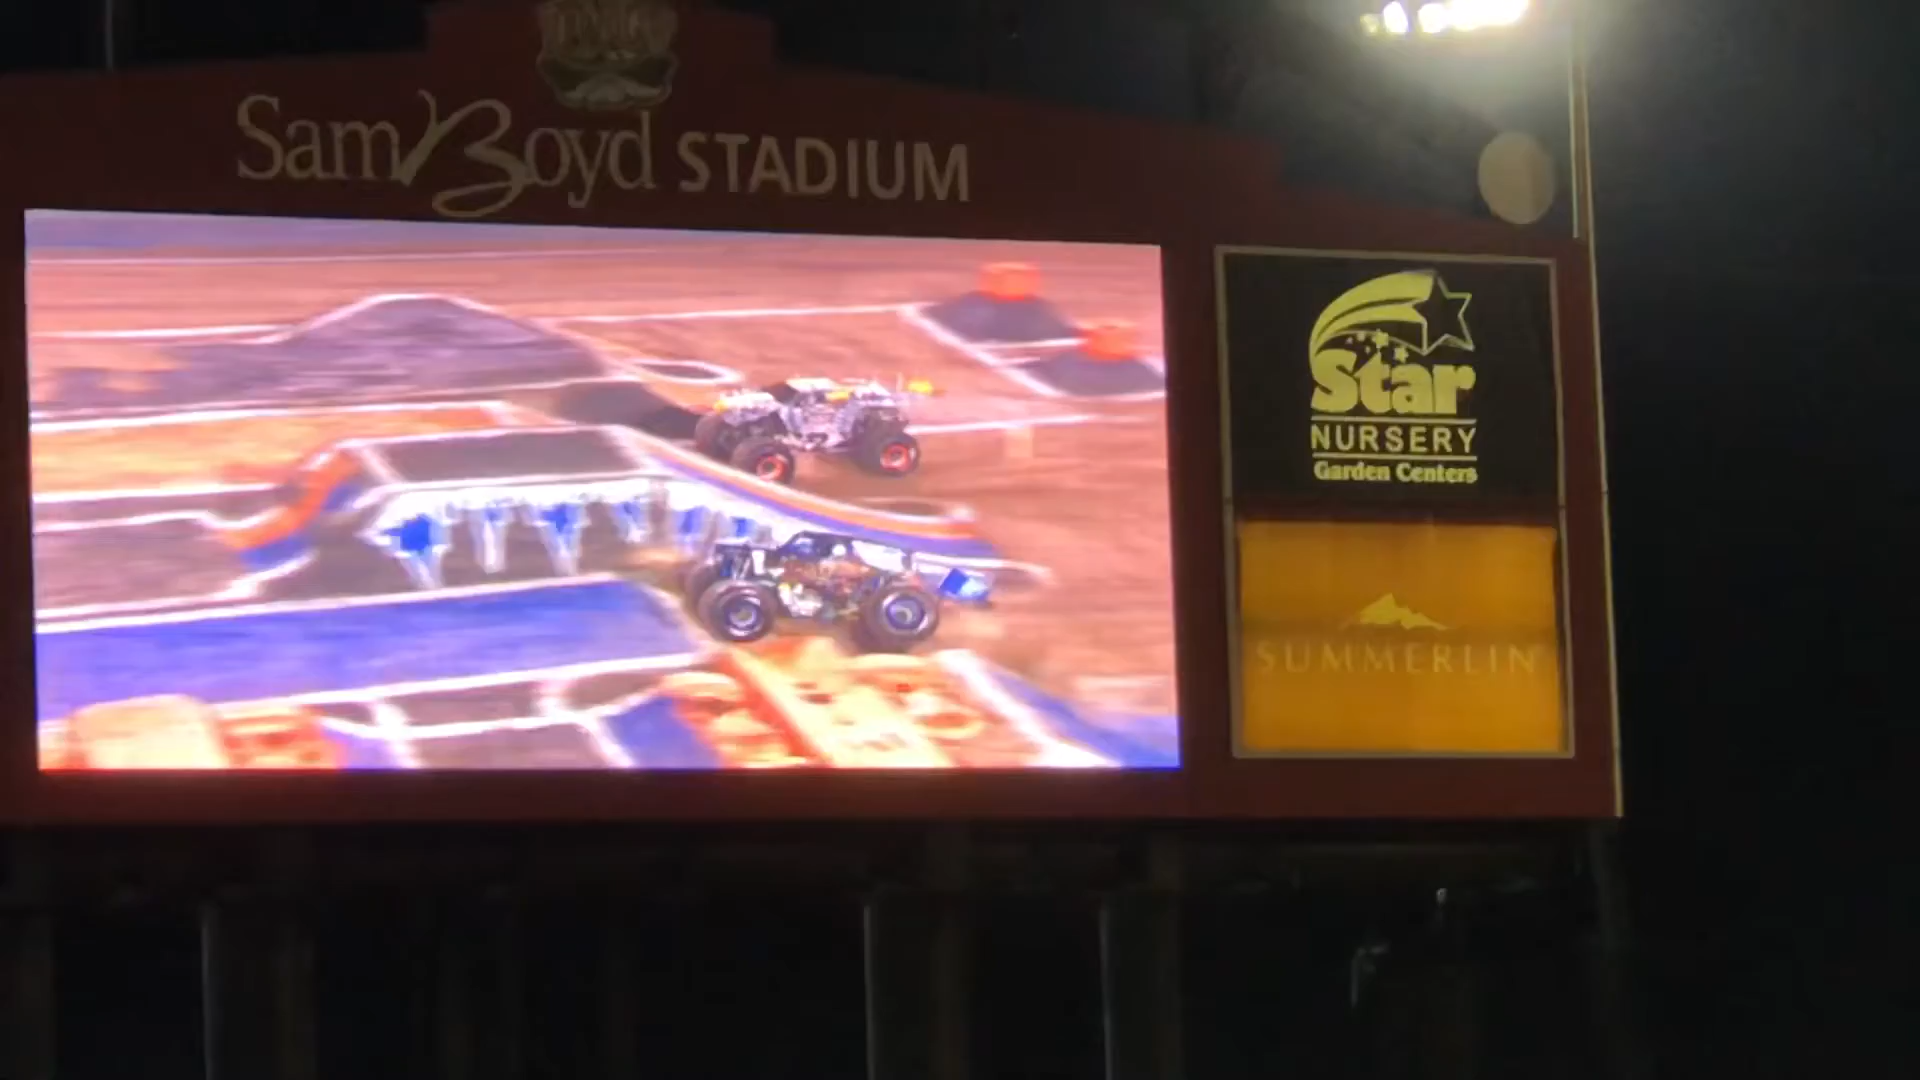 Sam Boyd STADIUM
Star
NURSERY
Garden Centers
SUMMERLIN